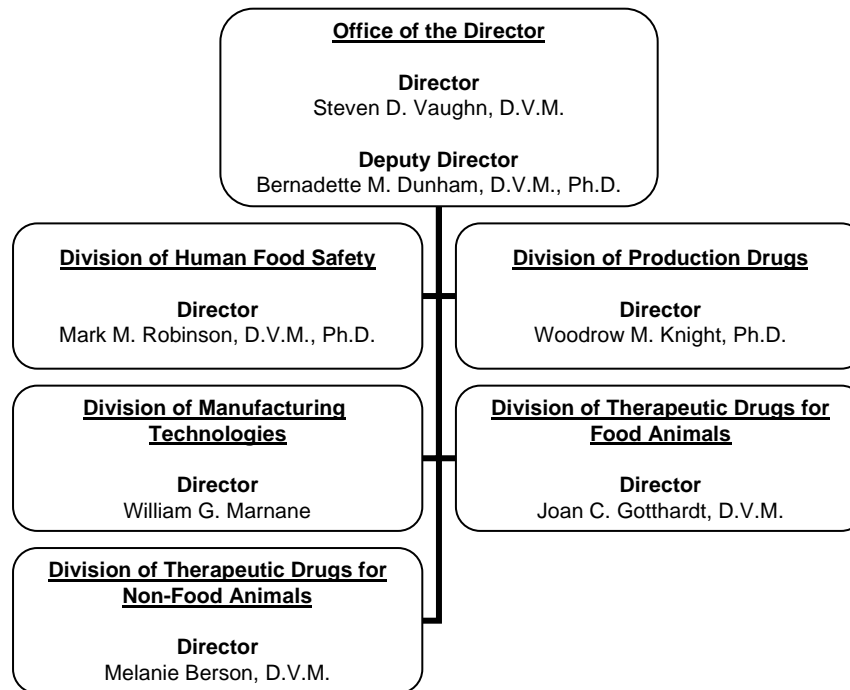 Office of the Director
Director
Steven D. Vaughn, D.V.M.
Deputy Director
Bernadette M. Dunham, D.V.M., Ph.D.
Division of Human Food Safety
Director
Mark M. Robinson, D.V.M., Ph.D.
Division of Production Drugs
Director
Woodrow M. Knight, Ph.D.
Division of Manufacturing
Technologies
Director
William G. Marnane
Division of Therapeutic Drugs for
Food Animals
Director
Joan C. Gotthardt, D.V.M.
Division of Therapeutic Drugs for
Non-Food Animals
Director
Melanie Berson, D.V.M.